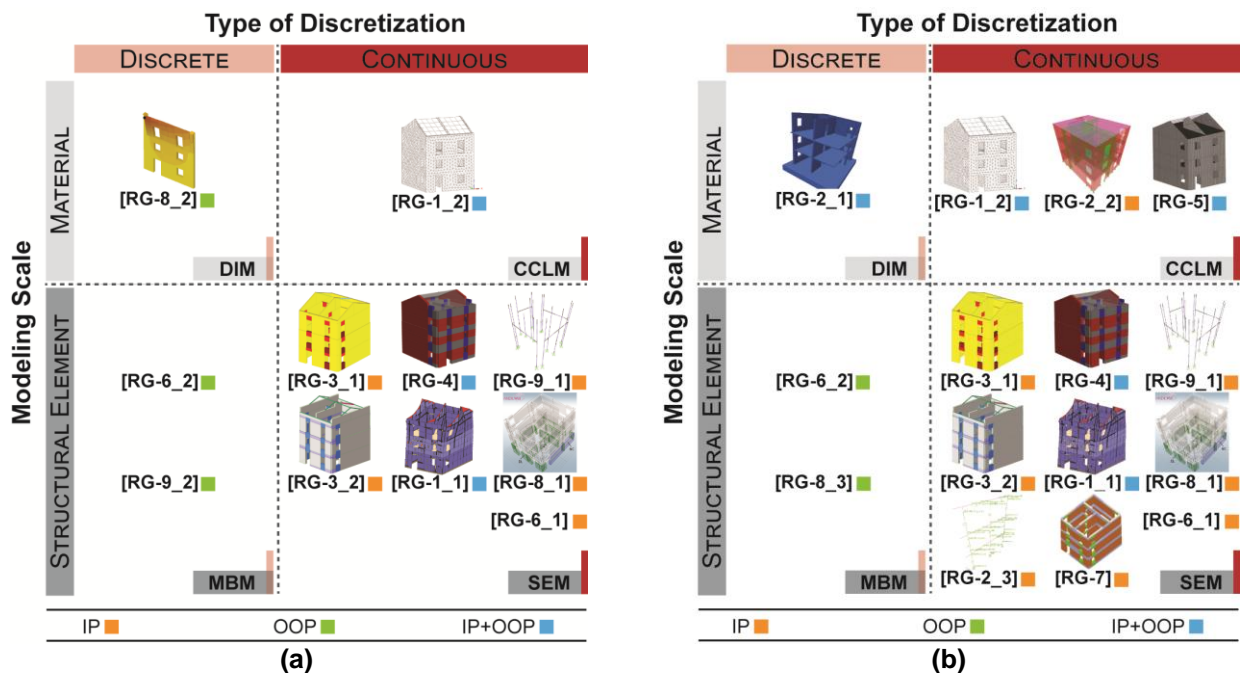 Type of Discretization
DISCRETE CONTINUOUS
Modeling Scale
MATERIAL
[RG-8_2] [RG-1_2]
DIM CCLM
STRUCTURAL ELEMENT
[RG-6_2] [RG-3_1] [RG-4] [RG-9_1]
[RG-9_2] [RG-3_2] [RG-1_1] [RG-8_1]
[RG-6_1]
MBM SEM
IP OOP IP+OOP
(a)
Type of Discretization
DISCRETE CONTINUOUS
Modeling Scale
MATERIAL
[RG-2_1] [RG-1_2] [RG-2_2] [RG-5]
DIM CCLM
STRUCTURAL ELEMENT
[RG-6_2] [RG-3_1] [RG-4] [RG-9_1]
[RG-8_3] [RG-3_2] [RG-1_1] [RG-8_1]
[RG-6_1]
[RG-2_3] [RG-7]
MBM SEM
IP OOP IP+OOP
(b)